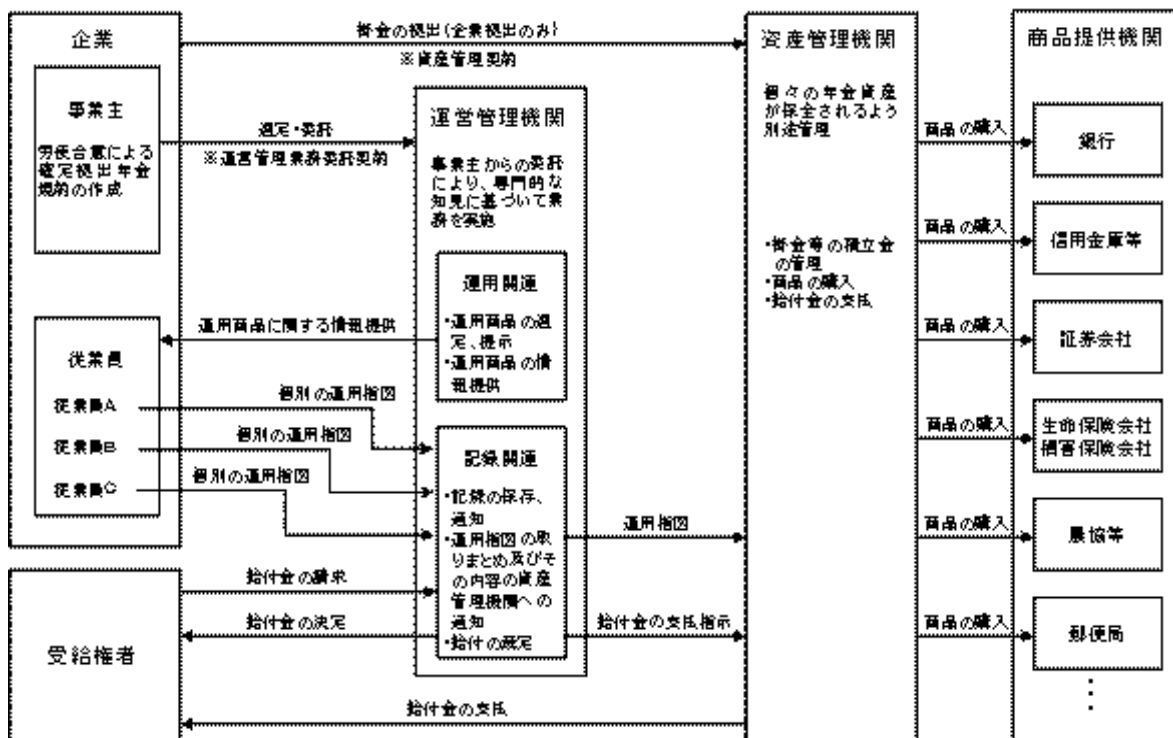 企業
掛金の拠出(企業拠出のみ)
※資産管理契約
資産管理機関
商品提供機関
事業主
労使合意による
確定拠出年金
規約の作成
選定・委託
※運営管理業務委託契約
運営管理機関
事業主からの委託
により、専門的な
知見に基づいて業
務を実施
個々の年金資産
が保全されるよう
別途管理
・掛金等の積立金
の管理
・商品の購入
・給付金の支払
商品の購入
銀行
商品の購入
信用金庫等
商品の購入
証券会社
商品の購入
生命保険会社
損害保険会社
商品の購入
農協等
商品の購入
郵便局
運用関連
・運用商品の選
定、提示
・運用商品の情
報提供
運用商品に関する情報提供
従業員
従業員A
従業員B
従業員C
個別の運用指図
個別の運用指図
個別の運用指図
記録関連
・記録の保存、
通知
・運用指図の取
りまとめ及びそ
の内容の資産
管理機関への
通知
・給付の裁定
運用指図
給付金の請求
給付金の決定
給付金の支払指示
受給権者
給付金の支払